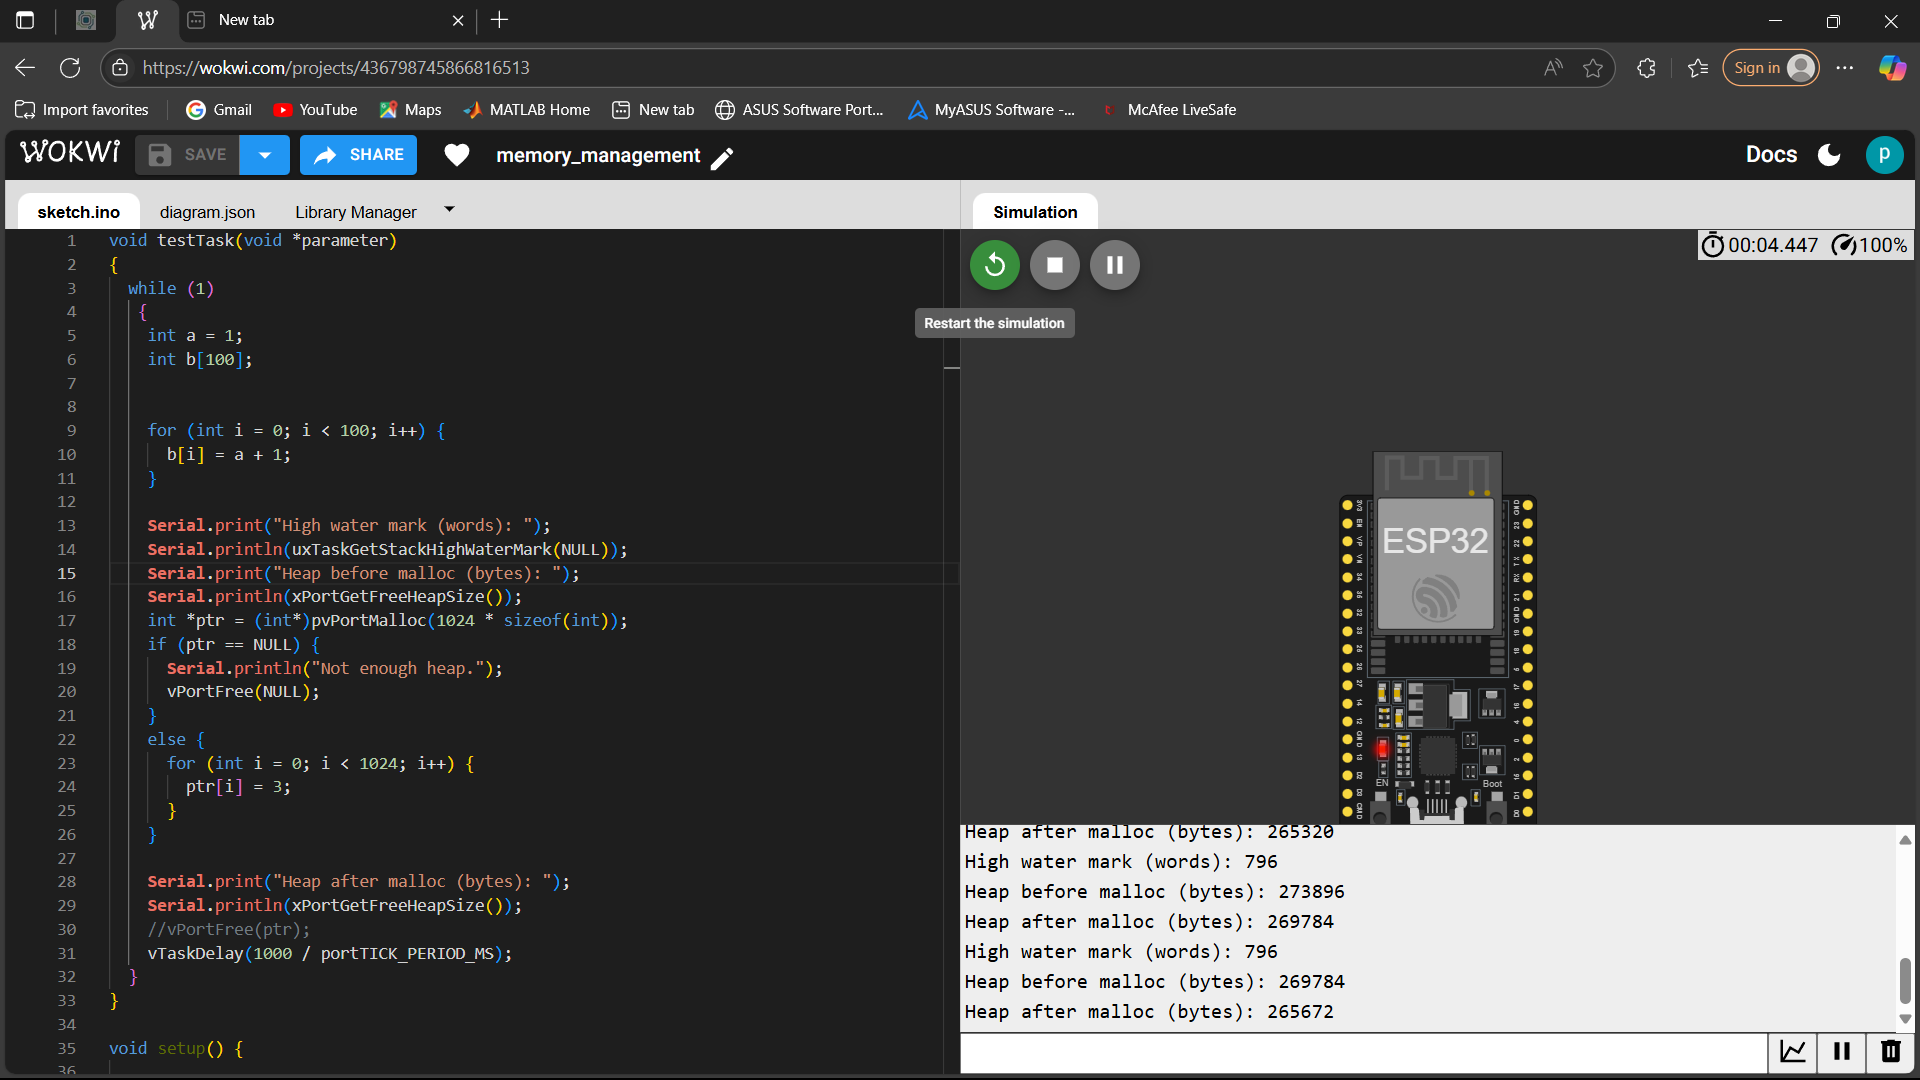 New tab
https://wokwi.com/projects/436798745866816513
Sign in
Import favorites
Gmail
YouTube
Maps
MATLAB Home
New tab
ASUS Software Port...
MyASUS Software -...
McAfee LiveSafe
WOKWI
SAVE
SHARE
memory_management
Docs
p
sketch.ino
diagram.json
Library Manager
Simulation
1 void testTask(void *parameter)
2 {
3 while (1)
4 {
5 int a = 1;
6 int b[100];
7
8
9 for (int i = 0; i < 100; i++) {
10 b[i] = a + 1;
11 }
12
13 Serial.print("High water mark (words): ");
14 Serial.println(uxTaskGetStackHighWaterMark(NULL));
15 Serial.print("Heap before malloc (bytes): ");
16 Serial.println(xPortGetFreeHeapSize());
17 int *ptr = (int*)pvPortMalloc(1024 * sizeof(int));
18 if (ptr == NULL) {
19 Serial.println("Not enough heap.");
20 vPortFree(NULL);
21 }
22 else {
23 for (int i = 0; i < 1024; i++) {
24 ptr[i] = 3;
25 }
26 }
27
28 Serial.print("Heap after malloc (bytes): ");
29 Serial.println(xPortGetFreeHeapSize());
30 //vPortFree(ptr);
31 vTaskDelay(1000 / portTICK_PERIOD_MS);
32 }
33 }
34
35 void setup() {
36
00:04.447 100%
Restart the simulation
ESP32
EN
Boot
Heap after malloc (bytes): 265320
High water mark (words): 796
Heap before malloc (bytes): 273896
Heap after malloc (bytes): 269784
High water mark (words): 796
Heap before malloc (bytes): 269784
Heap after malloc (bytes): 265672